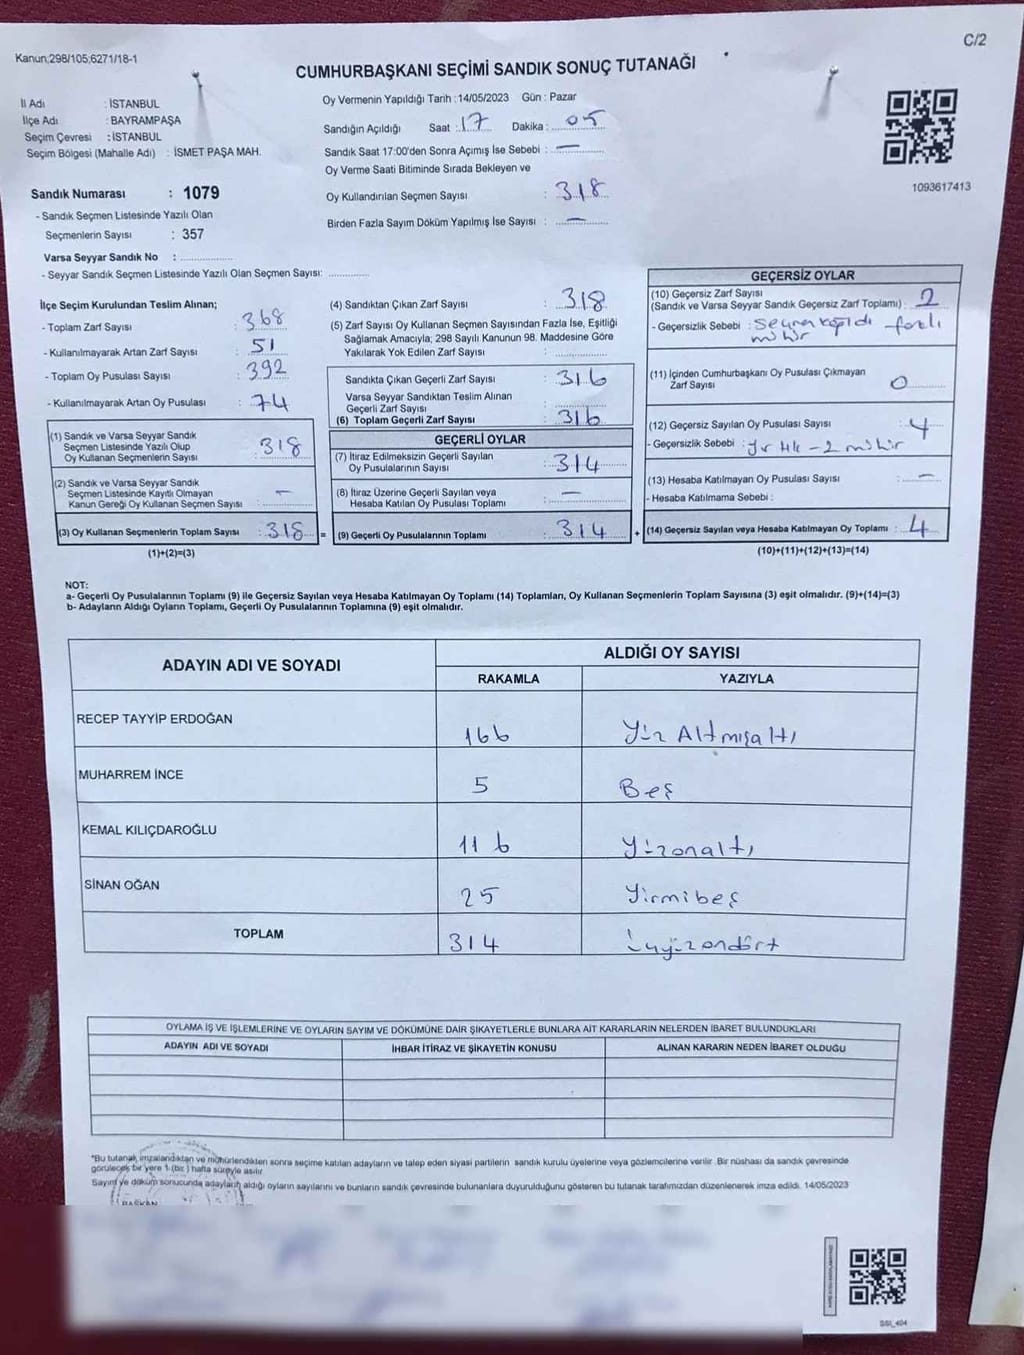 C/2
Kanun:298/105;6271/18-1
CUMHURBAŞKANI SEÇİMİ SANDIK SONUÇ TUTANAĞI
İl Adı : İSTANBUL
İlçe Adı : BAYRAMPAŞA
Seçim Çevresi : İSTANBUL
Seçim Bölgesi (Mahalle Adı) : İSMET PAŞA MAH.
Sandık Numarası : 1079
- Sandık Seçmen Listesinde Yazılı Olan
Seçmenlerin Sayısı : 357
Varsa Seyyar Sandık No :
- Seyyar Sandık Seçmen Listesinde Yazılı Olan Seçmen Sayısı:
Oy Vermenin Yapıldığı Tarih : 14/05/2023 Gün : Pazar
Sandığın Açıldığı Saat : 17 Dakika : 05
Sandık Saat 17:00'den Sonra Açımış İse Sebebi : —
Oy Verme Saati Bitiminde Sırada Bekleyen ve
Oy Kullandırılan Seçmen Sayısı : 318
Birden Fazla Sayım Döküm Yapılmış İse Sayısı : —
1093617413
İlçe Seçim Kurulundan Teslim Alınan;
- Toplam Zarf Sayısı : 368
- Kullanılmayarak Artan Zarf Sayısı : 51
- Toplam Oy Pusulası Sayısı : 392
- Kullanılmayarak Artan Oy Pusulası : 74
(1) Sandık ve Varsa Seyyar Sandık
Seçmen Listesinde Yazılı Olup
Oy Kullanan Seçmenlerin Sayısı : 318
(2) Sandık ve Varsa Seyyar Sandık
Seçmen Listesinde Kayıtlı Olmayan
Kanun Gereği Oy Kullanan Seçmen Sayısı : —
(3) Oy Kullanan Seçmenlerin Toplam Sayısı : 318 =
(1)+(2)=(3)
(4) Sandıktan Çıkan Zarf Sayısı : 318
(5) Zarf Sayısı Oy Kullanan Seçmen Sayısından Fazla İse, Eşitliği
Sağlamak Amacıyla; 298 Sayılı Kanunun 98. Maddesine Göre
Yakılarak Yok Edilen Zarf Sayısı :
Sandıkta Çıkan Geçerli Zarf Sayısı : 316
Varsa Seyyar Sandıktan Teslim Alınan
Geçerli Zarf Sayısı :
(6) Toplam Geçerli Zarf Sayısı : 316
GEÇERLİ OYLAR
(7) İtiraz Edilmeksizin Geçerli Sayılan
Oy Pusulalarının Sayısı : 314
(8) İtiraz Üzerine Geçerli Sayılan veya
Hesaba Katılan Oy Pusulası Toplamı : —
(9) Geçerli Oy Pusulalarının Toplamı : 314 +
GEÇERSİZ OYLAR
(10) Geçersiz Zarf Sayısı
(Sandık ve Varsa Seyyar Sandık Geçersiz Zarf Toplamı) : 2
- Geçersizlik Sebebi : fazla
mühür
(11) İçinden Cumhurbaşkanı Oy Pusulası Çıkmayan
Zarf Sayısı : 0
(12) Geçersiz Sayılan Oy Pusulası Sayısı : 4
- Geçersizlik Sebebi : yırtık - 2 mühür
(13) Hesaba Katılmayan Oy Pusulası Sayısı : —
- Hesaba Katılmama Sebebi :
(14) Geçersiz Sayılan veya Hesaba Katılmayan Oy Toplamı : 4
(10)+(11)+(12)+(13)=(14)
NOT:
a- Geçerli Oy Pusulalarının Toplamı (9) ile Geçersiz Sayılan veya Hesaba Katılmayan Oy Toplamı (14) Toplamları, Oy Kullanan Seçmenlerin Toplam Sayısına (3) eşit olmalıdır. (9)+(14)=(3)
b- Adayların Aldığı Oyların Toplamı, Geçerli Oy Pusulalarının Toplamına (9) eşit olmalıdır.
ADAYIN ADI VE SOYADI
ALDIĞI OY SAYISI
RAKAMLA YAZIYLA
RECEP TAYYİP ERDOĞAN 166 Yüz Altmışaltı
MUHARREM İNCE 5 Beş
KEMAL KILIÇDAROĞLU 116 Yüzonaltı
SİNAN OĞAN 25 Yirmibeş
TOPLAM 314 Üçyüzondört
OYLAMA İŞ VE İŞLEMLERİNE VE OYLARIN SAYIM VE DÖKÜMÜNE DAİR ŞİKAYETLERLE BUNLARA AİT KARARLARIN NELERDEN İBARET BULUNDUKLARI
ADAYIN ADI VE SOYADI İHBAR İTİRAZ VE ŞİKAYETİN KONUSU ALINAN KARARIN NEDEN İBARET OLDUĞU
*Bu tutanak imzalandıktan ve mühürlendikten sonra seçime katılan adayların ve talep eden siyasi partilerin sandık kurulu üyelerine veya gözlemcilerine verilir. Bir nüshası da sandık çevresinde
görülecek bir yere 1 (bir) hafta süreyle asılır.
Sayım ve döküm sonucunda adayların aldığı oyların sayılarını ve bunların sandık çevresinde bulunanlara duyurulduğunu gösteren bu tutanak tarafımızdan düzenlenerek imza edildi. 14/05/2023
BAŞKAN
SSI_404